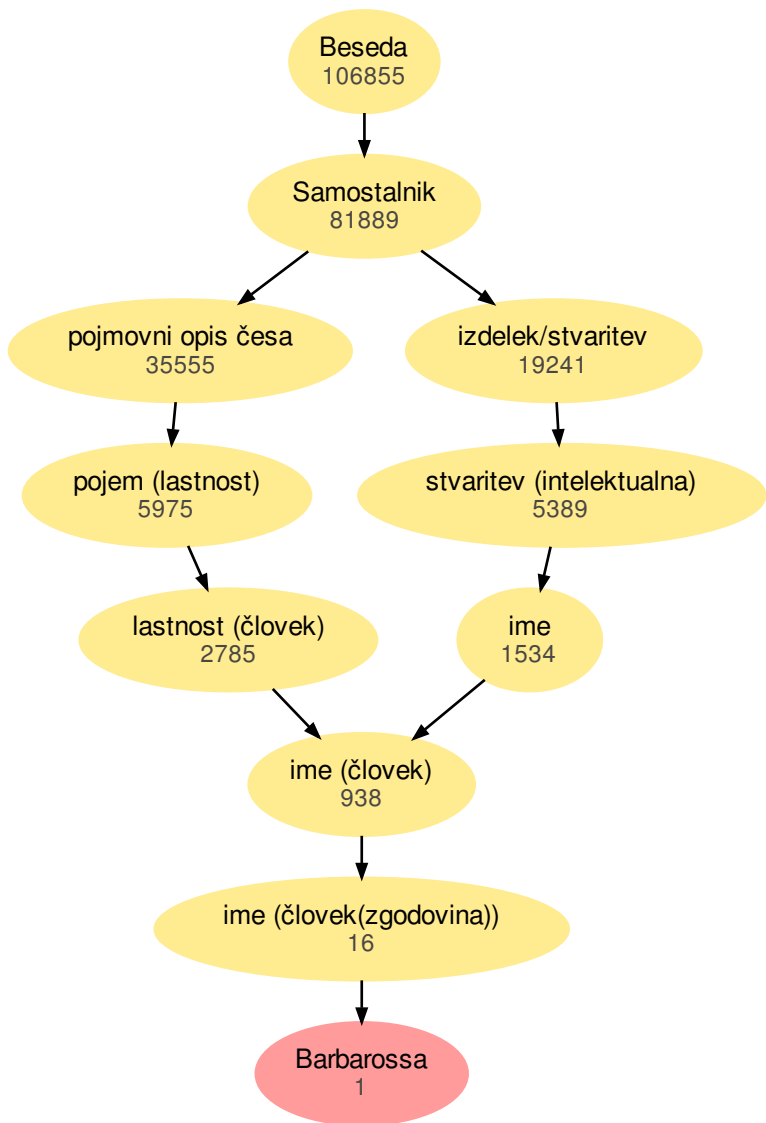 Beseda
106855
Samostalnik
81889
pojmovni opis česa
35555
izdelek/stvaritev
19241
pojem (lastnost)
5975
stvaritev (intelektualna)
5389
lastnost (človek)
2785
ime
1534
ime (človek)
938
ime (človek(zgodovina))
16
Barbarossa
1